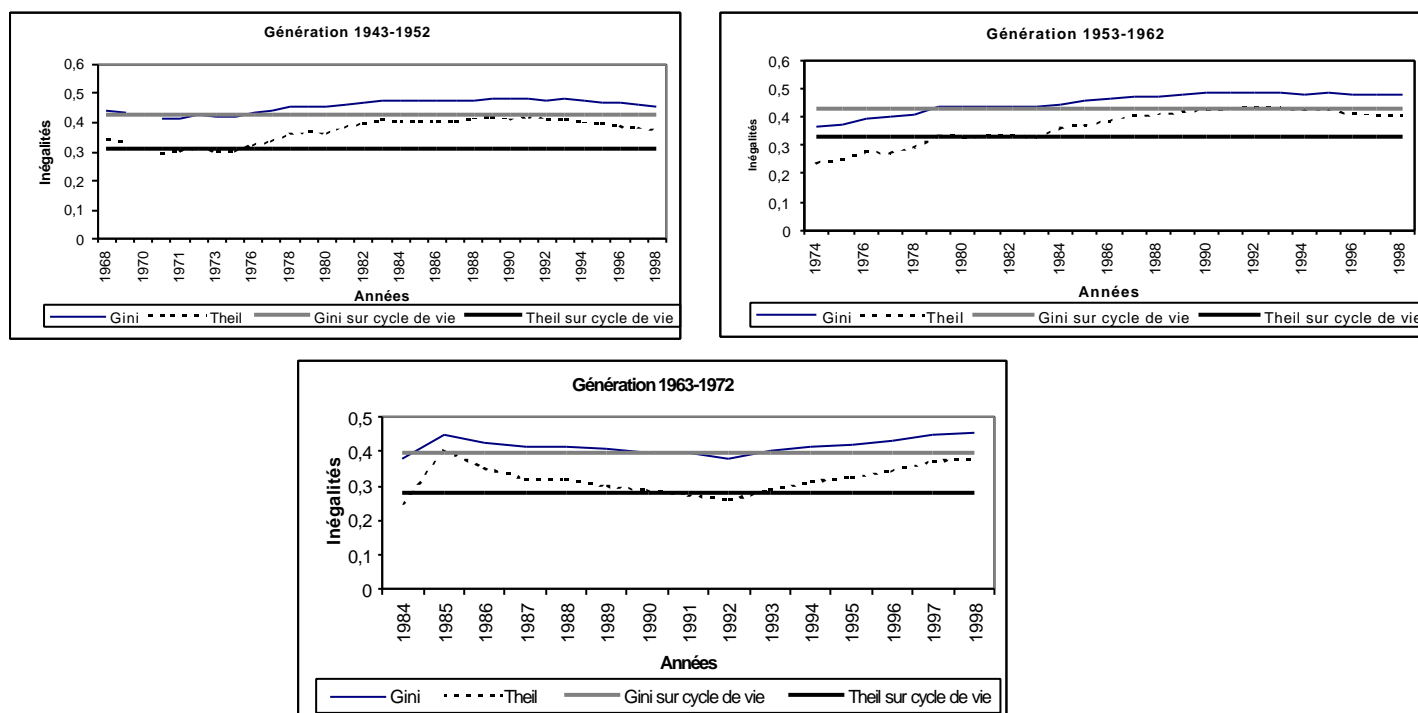 Génération 1943-1952
0,6
0,5
0,4
0,3
0,2
0,1
0
Inégalités
1968 1970 1971 1973 1976 1978 1980 1982 1984 1986 1988 1990 1992 1994 1996 1998
Années
Gini Theil Gini sur cycle de vie Theil sur cycle de vie
Génération 1953-1962
0,6
0,5
0,4
0,3
0,2
0,1
0
Inégalités
1974 1976 1978 1980 1982 1984 1986 1988 1990 1992 1994 1996 1998
Années
Gini Theil Gini sur cycle de vie Theil sur cycle de vie
Génération 1963-1972
0,5
0,4
0,3
0,2
0,1
0
Inégalités
1984 1985 1986 1987 1988 1989 1990 1991 1992 1993 1994 1995 1996 1997 1998
Années
Gini Theil Gini sur cycle de vie Theil sur cycle de vie